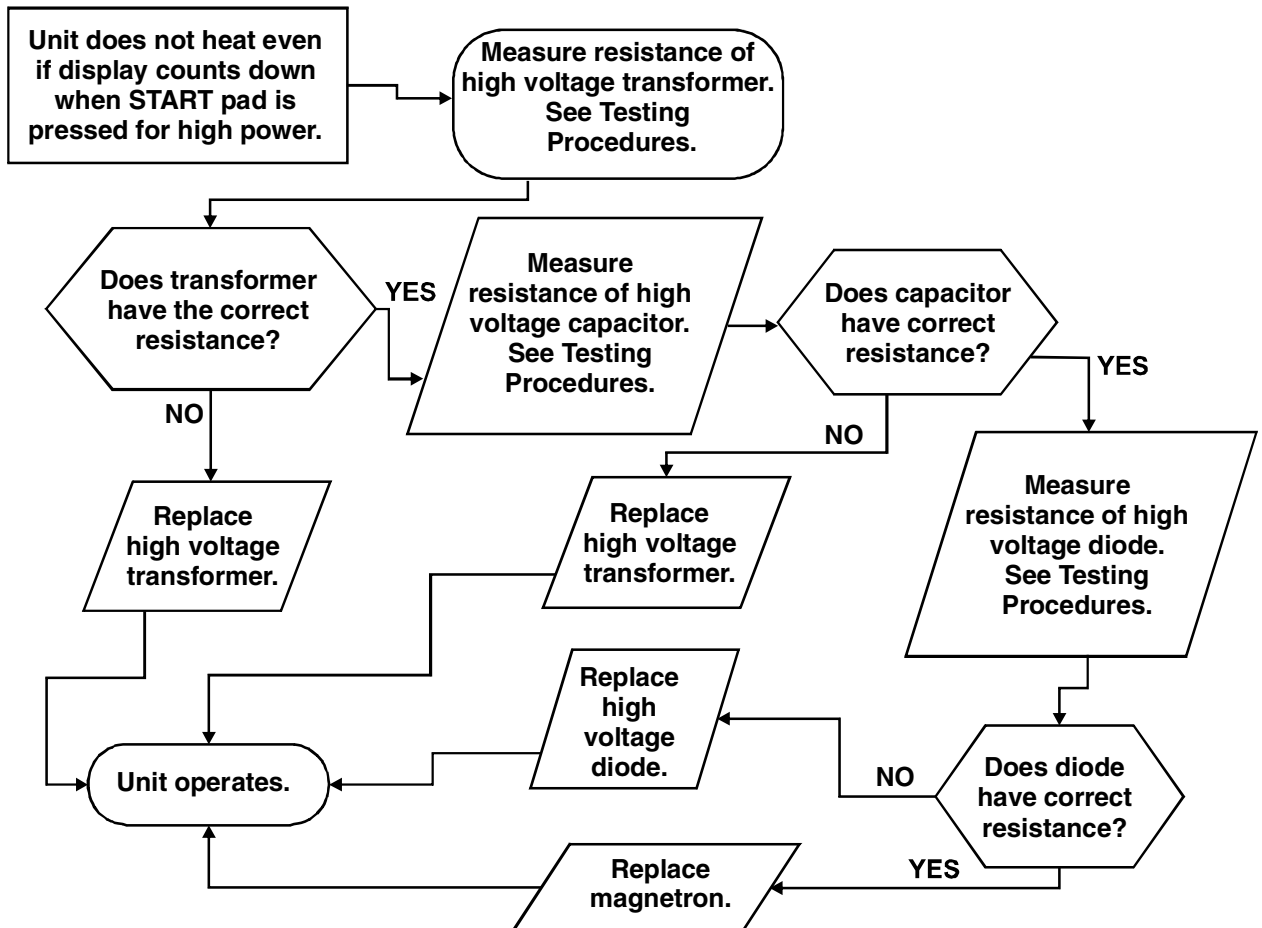 Unit does not heat even
if display counts down
when START pad is
pressed for high power.
Measure resistance of
high voltage transformer.
See Testing
Procedures.
Does transformer
have the correct
resistance?
YES
Measure
resistance of high
voltage capacitor.
See Testing
Procedures.
Does capacitor
have correct
resistance?
YES
NO
NO
Replace
high voltage
transformer.
Replace
high voltage
transformer.
Measure
resistance of high
voltage diode.
See Testing
Procedures.
Replace
high
voltage
diode.
Unit operates.
NO
Does diode
have correct
resistance?
YES
Replace
magnetron.